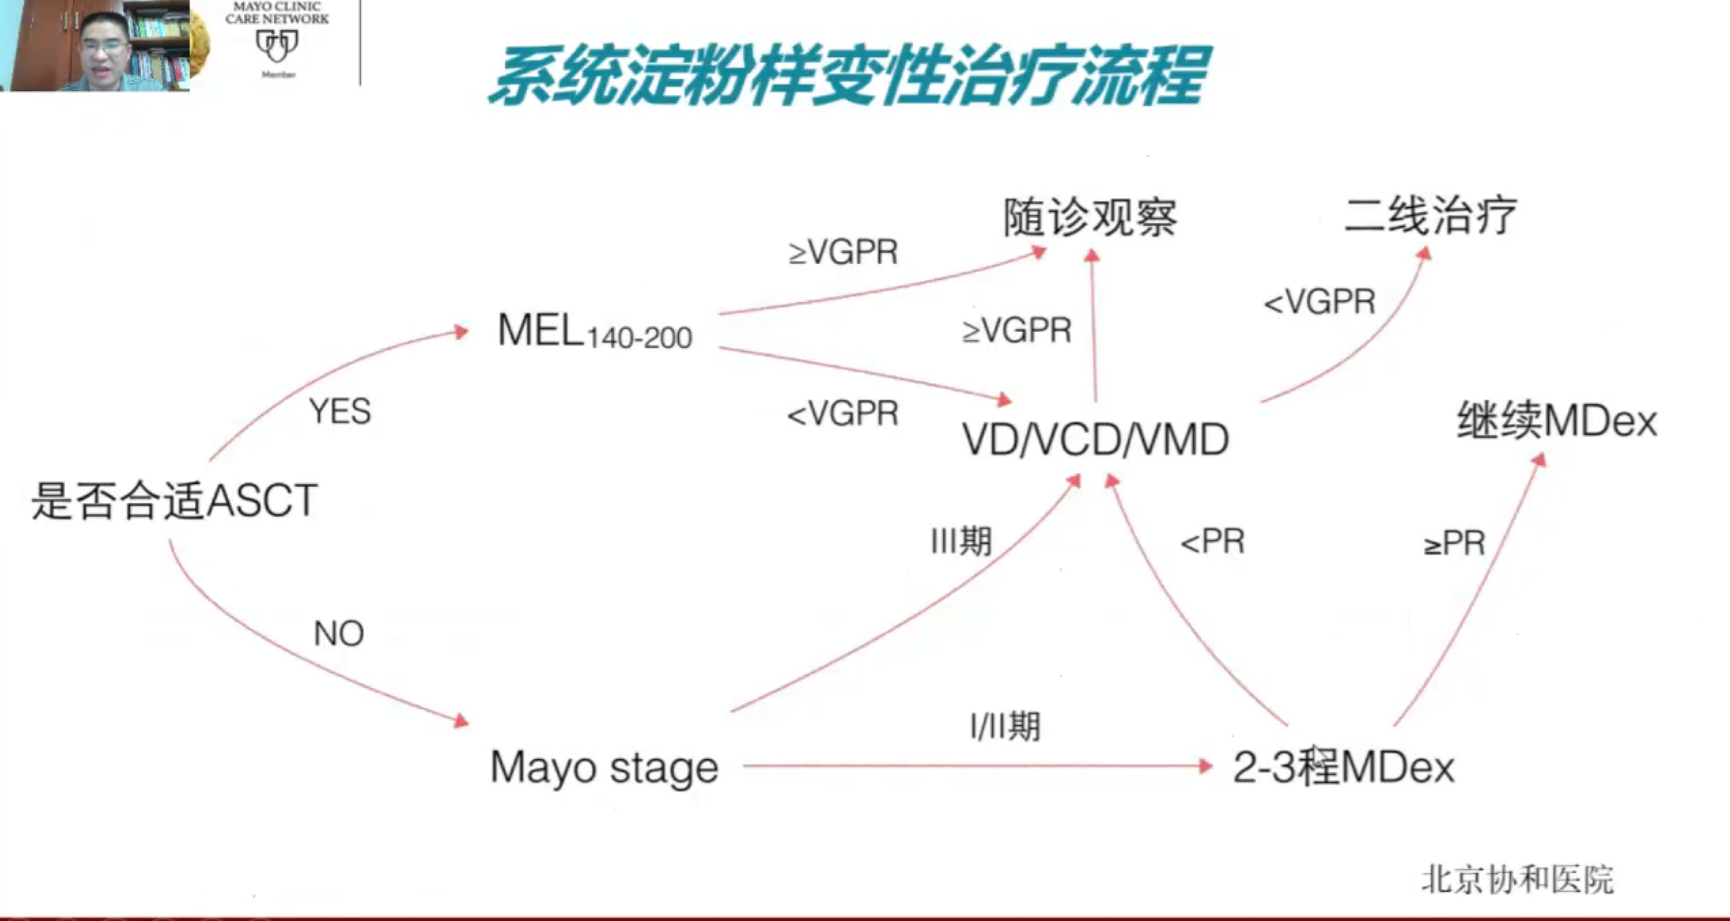 MAYO CLINIC
CARE NETWORK
Member
系统淀粉样变性治疗流程
随诊观察
二线治疗
≥VGPR
<VGPR
≥VGPR
MEL140-200
YES
<VGPR
VD/VCD/VMD
继续MDex
是否合适ASCT
III期
<PR
≥PR
NO
I/II期
Mayo stage
2-3程MDex
北京协和医院